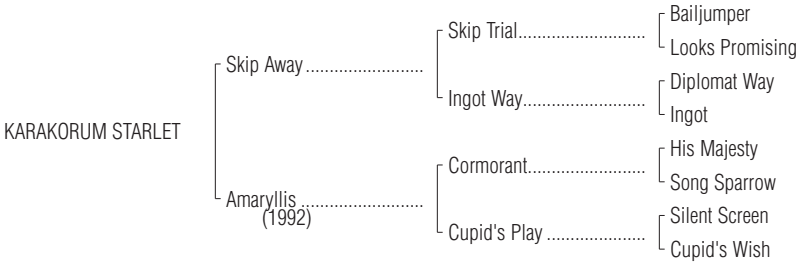 Bailjumper
Skip Trial..............................
Looks Promising
Skip Away ...........................
Diplomat Way
Ingot Way.............................
Ingot
KARAKORUM STARLET
His Majesty
Cormorant............................
Song Sparrow
Amaryllis ............................
(1992)
Silent Screen
Cupid's Play .......................
Cupid's Wish